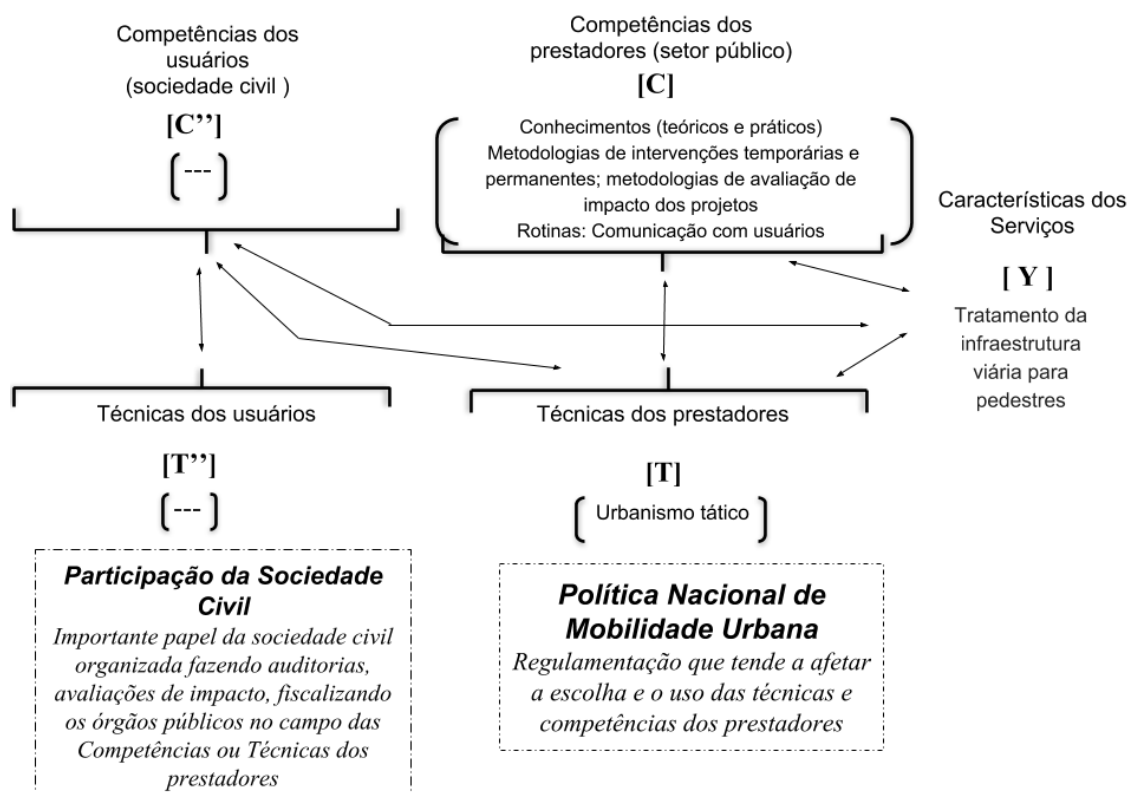 Competências dos
usuários
(sociedade civil )
[C’’]
---
Competências dos
prestadores (setor público)
[C]
Conhecimentos (teóricos e práticos)
Metodologias de intervenções temporárias e
permanentes; metodologias de avaliação de
impacto dos projetos
Rotinas: Comunicação com usuários
Características dos
Serviços
[ Y ]
Tratamento da
infraestrutura
viária para
pedestres
Técnicas dos usuários
[T’’]
---
Técnicas dos prestadores
[T]
Urbanismo tático
Participação da Sociedade
Civil
Importante papel da sociedade civil
organizada fazendo auditorias,
avaliações de impacto, fiscalizando
os órgãos públicos no campo das
Competências ou Técnicas dos
prestadores
Política Nacional de
Mobilidade Urbana
Regulamentação que tende a afetar
a escolha e o uso das técnicas e
competências dos prestadores